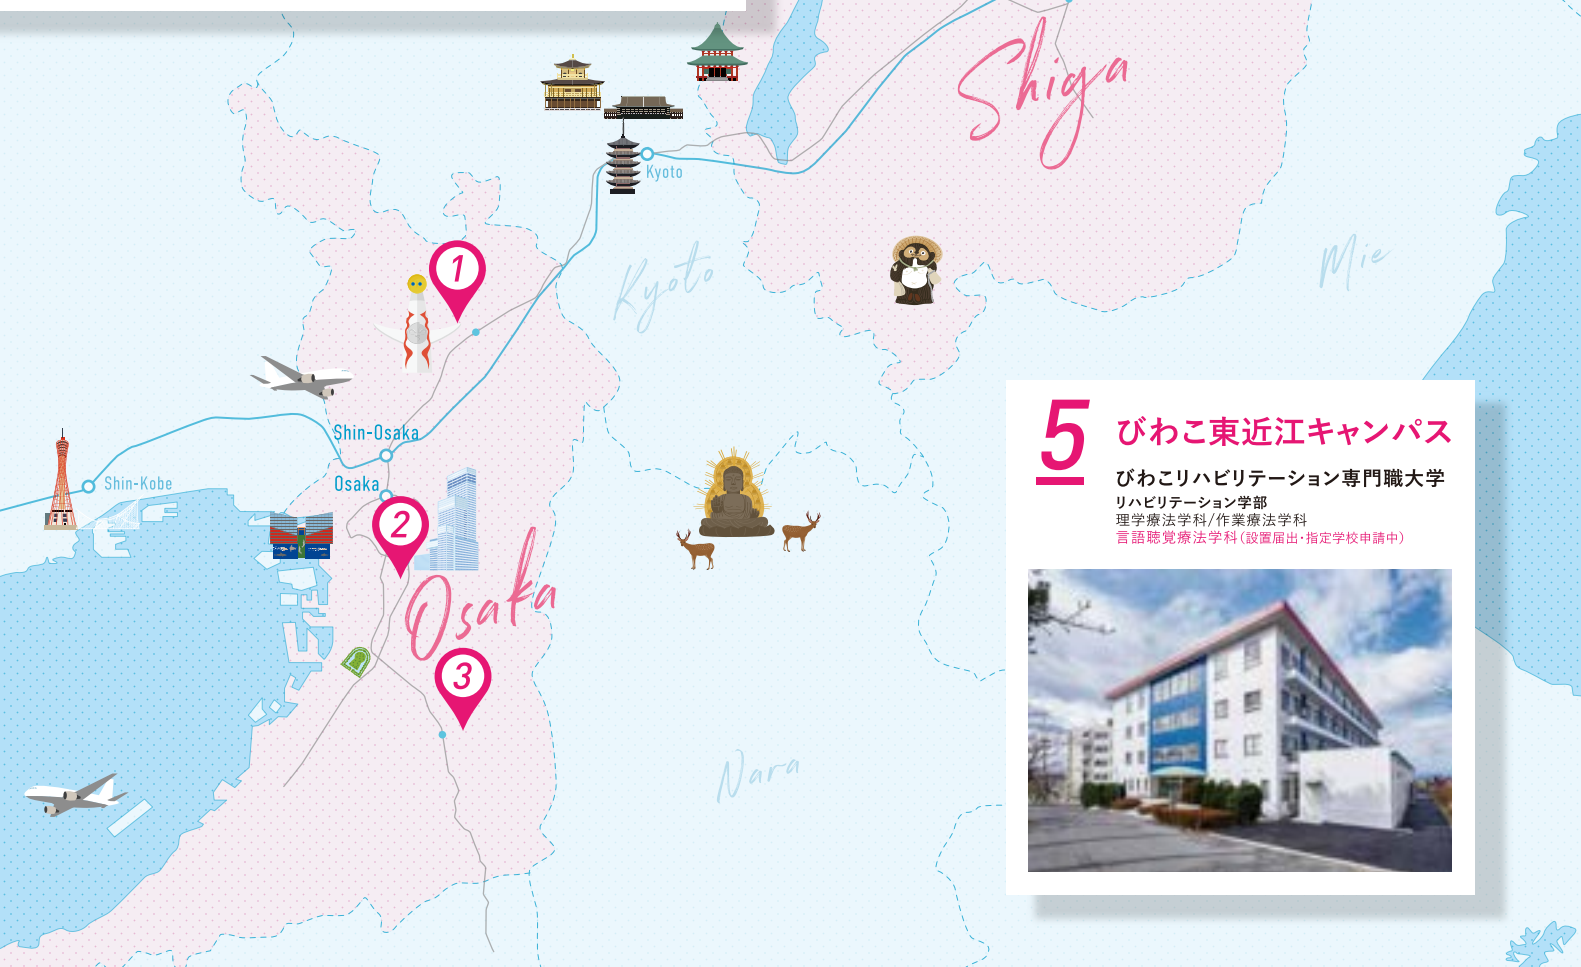 Shiga
Kyoto
Kyoto
Mie
1
Shin-Osaka
Shin-Kobe
Osaka
2
Osaka
3
Nara
5
びわこ東近江キャンパス
びわこリハビリテーション専門職大学
リハビリテーション学部
理学療法学科/作業療法学科
言語聴覚療法学科（設置届出・指定学校申請中）